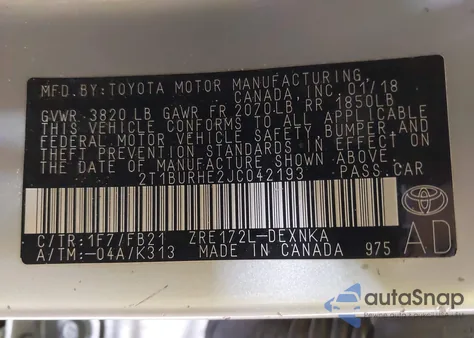 MFD. BY: TOYOTA MOTOR MANUFACTURING,
CANADA, INC. 01/18
GVWR 3820 LB GAWR FR 2070LB RR 1850LB
THIS VEHICLE CONFORMS TO ALL APPLICABLE
FEDERAL MOTOR VEHICLE SAFETY, BUMPER, AND
THEFT PREVENTION STANDARDS IN EFFECT ON
THE DATE OF MANUFACTURE SHOWN ABOVE.
2T1BURHE2JC042193 PASS.CAR
C/TR:1F7/FB21 ZRE172L-DEXNKA
A/TM:-04A/K313 MADE IN CANADA 975
AD
autoSnap